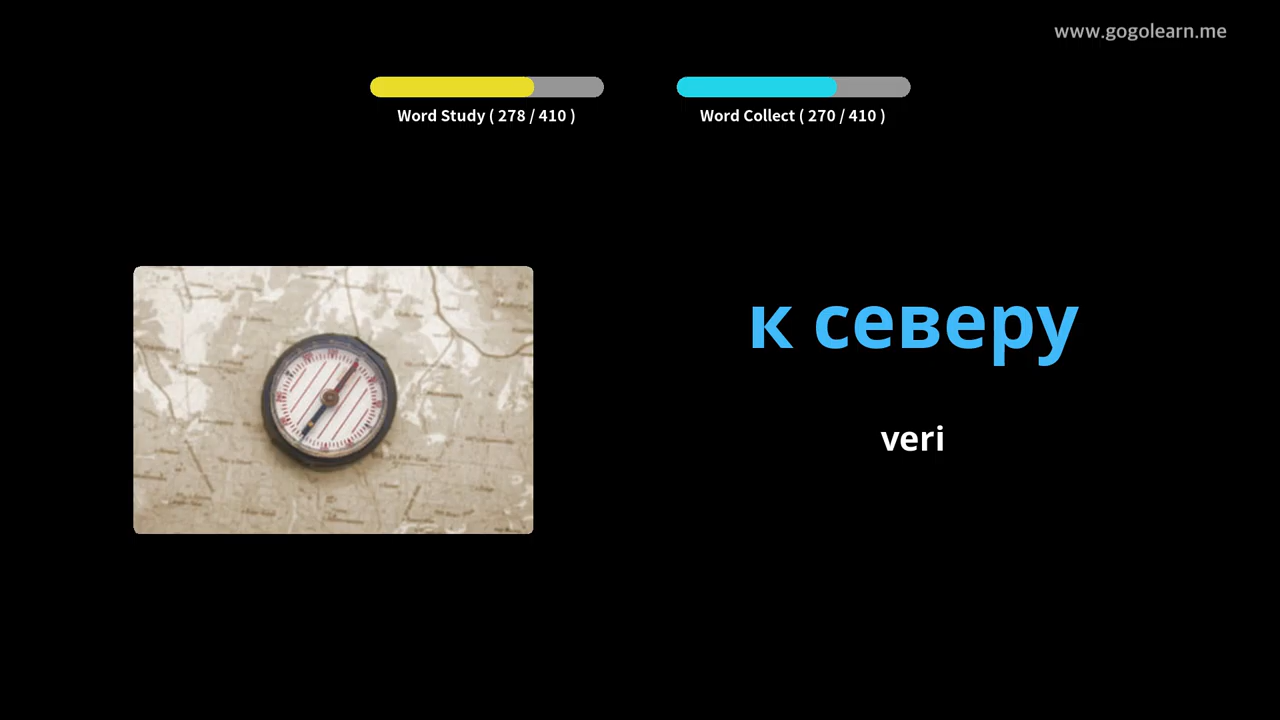 www.gogolearn.me
Word Study ( 278 / 410 )
Word Collect ( 270 / 410 )
к северу
veri